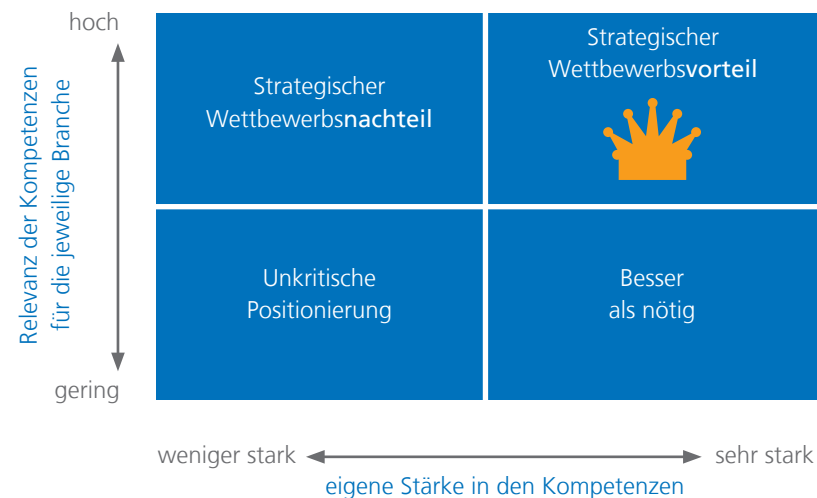 hoch
Relevanz der Kompetenzen
für die jeweilige Branche
gering
Strategischer
Wettbewerbsnachteil
Strategischer
Wettbewerbsvorteil
Unkritische
Positionierung
Besser
als nötig
weniger stark
sehr stark
eigene Stärke in den Kompetenzen